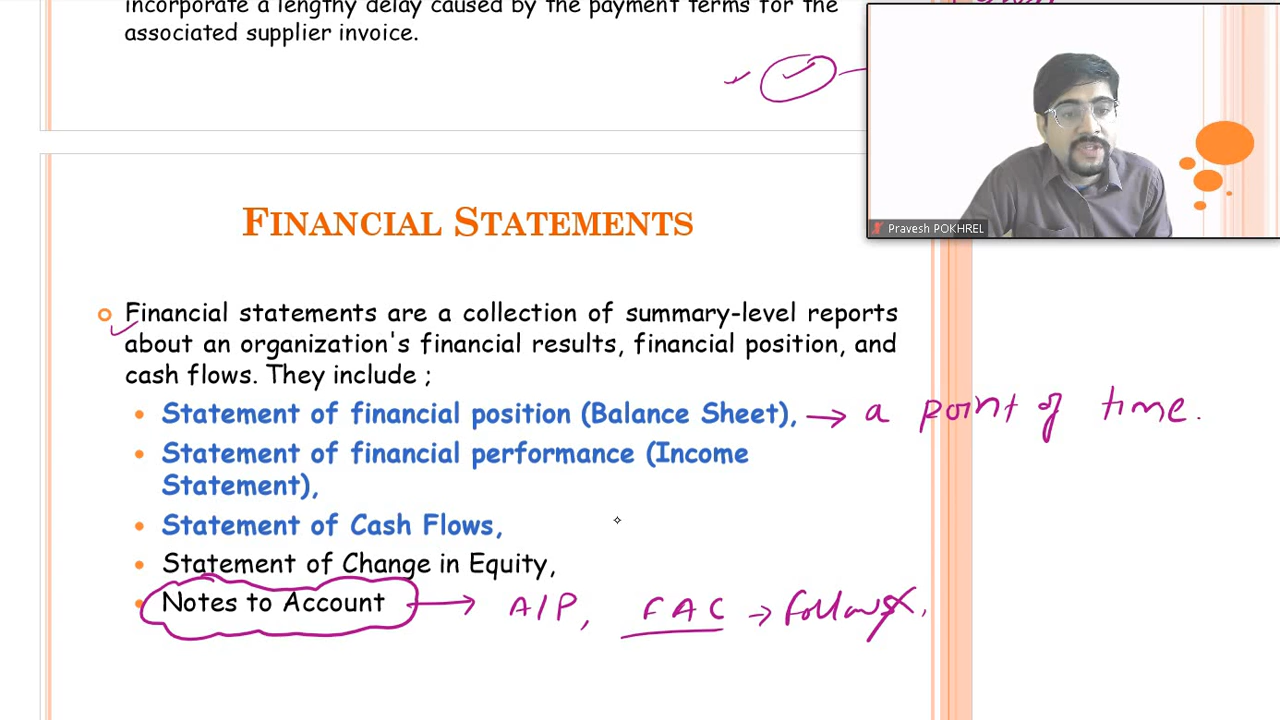 incorporate a lengthy delay caused by the payment terms for the
associated supplier invoice.
Pravesh POKHREL
FINANCIAL STATEMENTS
Financial statements are a collection of summary-level reports
about an organization's financial results, financial position, and
cash flows. They include ;
Statement of financial position (Balance Sheet), → a point of time.
Statement of financial performance (Income
Statement),
Statement of Cash Flows,
Statement of Change in Equity,
Notes to Account → A/P, FAC →